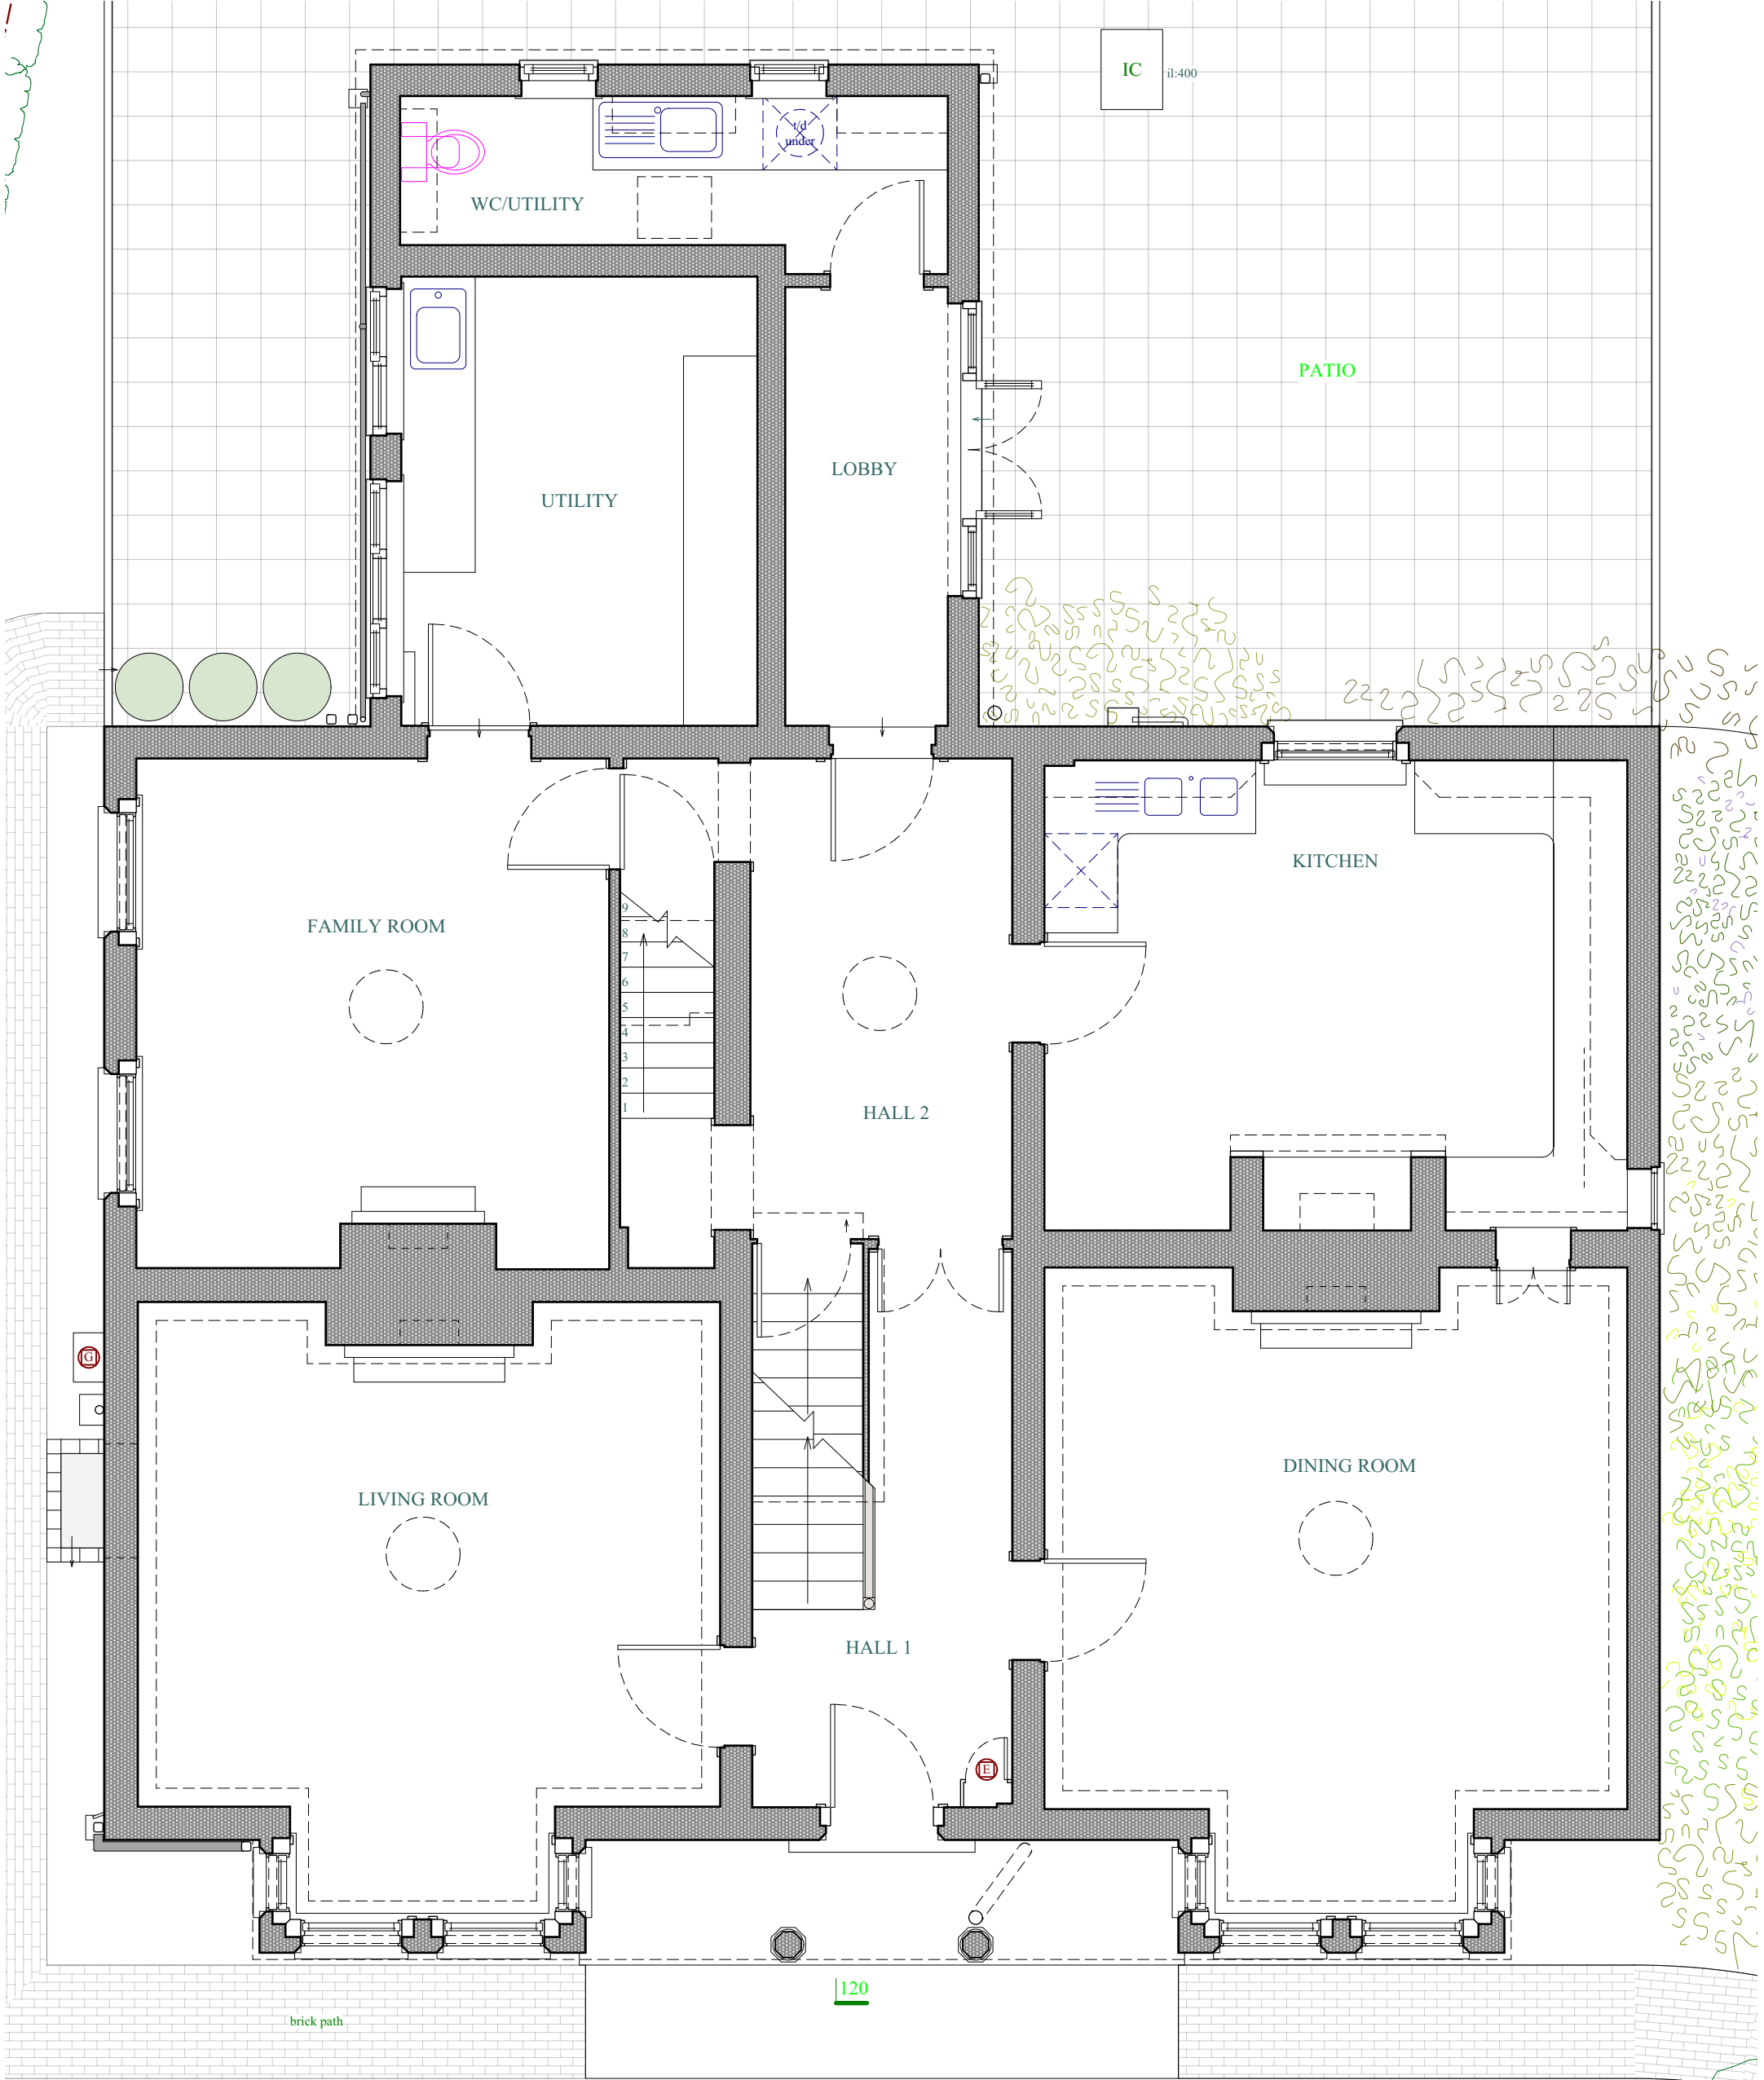 IC
il:400
t/d
under
WC/UTILITY
PATIO
LOBBY
UTILITY
KITCHEN
FAMILY ROOM
9
8
7
6
5
4
3
2
1
HALL 2
G
DINING ROOM
LIVING ROOM
HALL 1
E
120
brick path